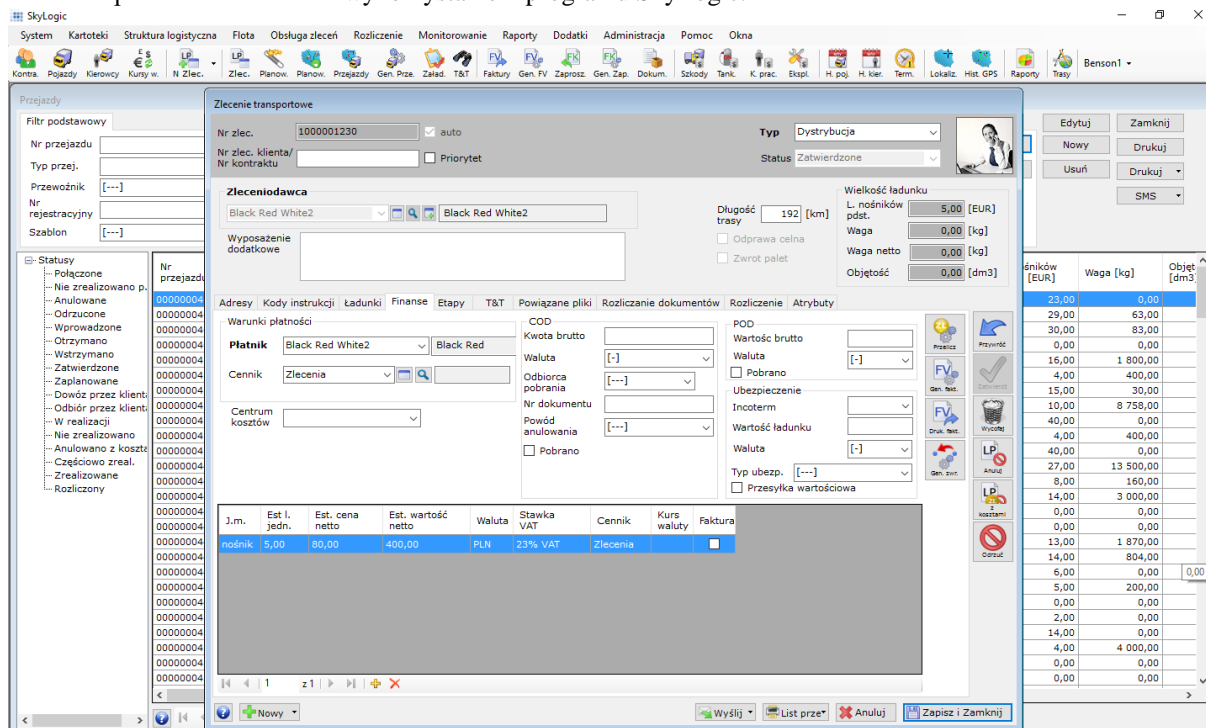 SkyLogic
System Kartoteki Struktura logistyczna Flota Obsługa zleceń Rozliczenie Monitorowanie Raporty Dodatki Administracja Pomoc Okna
Kontra. Pojazdy Kierowcy Kursy w. N Zlec. Zlec. Planow. Planow. Przejazdy Gen. Prze. Załad. T&T Faktury Gen. FV Zaprosz. Gen. Zap. Dokum. Szkody Tank. K. prac. Ekspl. H. poj. H. kier. Term. Lokaliz. Hist. GPS Raporty Trasy Benson1
Przejazdy
Filtr podstawowy
Nr przejazdu
Typ przej.
Przewoźnik [---]
Nr rejestracyjny
Szablon [---]
Edytuj Zamknij
Nowy Drukuj
Usuń Drukuj
SMS
Statusy
Połączone
Nie zrealizowano p.
Anulowane
Odrzucone
Wprowadzone
Otrzymano
Wstrzymano
Zatwierdzone
Zaplanowane
Dowóz przez klient
Odbiór przez klient
W realizacji
Nie zrealizowano
Anulowano z koszta
Częściowo zreal.
Zrealizowane
Rozliczony
Nr przejazdu
Zlecenie transportowe
Nr zlec. 1000001230 auto
Typ Dystrybucja
Nr zlec. klienta/
Nr kontraktu Priorytet
Status Zatwierdzone
Zleceniodawca
Black Red White2 Black Red White2
Wyposażenie dodatkowe
Długość trasy 192 [km]
Odprawa celna
Zwrot palet
Wielkość ładunku
L. nośników pdst. 5,00 [EUR]
Waga 0,00 [kg]
Waga netto 0,00 [kg]
Objętość 0,00 [dm3]
Adresy Kody instrukcji Ładunki Finanse Etapy T&T Powiązane pliki Rozliczanie dokumentów Rozliczenie Atrybuty
Warunki płatności
Płatnik Black Red White2 Black Red
Cennik Zlecenia
Centrum kosztów
COD
Kwota brutto
Waluta [-]
Odbiorca pobrania [---]
Nr dokumentu
Powód anulowania [---]
Pobrano
POD
Wartośc brutto
Waluta [-]
Pobrano
Ubezpieczenie
Incoterm
Wartość ładunku
Waluta [-]
Typ ubezp. [---]
Przesyłka wartościowa
Przelicz Przywróć
Gen. fakt. Zatwierdź
Druk. fakt. Wycofaj
Gen. zwr. Anuluj
z kosztami
Odrzuć
J.m. Est l. jedn. Est. cena netto Est. wartość netto Waluta Stawka VAT Cennik Kurs waluty Faktura
nośnik 5,00 80,00 400,00 PLN 23% VAT Zlecenia
1 z 1
Nowy Wyślij List prze Anuluj Zapisz i Zamknij
śników [EUR] Waga [kg] Objęt [dm3]
23,00 0,00
29,00 63,00
30,00 83,00
0,00 0,00
16,00 1 800,00
4,00 400,00
15,00 30,00
10,00 8 758,00
40,00 0,00
4,00 400,00
40,00 0,00
27,00 13 500,00
8,00 160,00
14,00 3 000,00
0,00 0,00
0,00 0,00
13,00 1 870,00
14,00 804,00
6,00 0,00 0,00
5,00 200,00
0,00 0,00
2,00 0,00
14,00 0,00
4,00 4 000,00
0,00 0,00
0,00 0,00